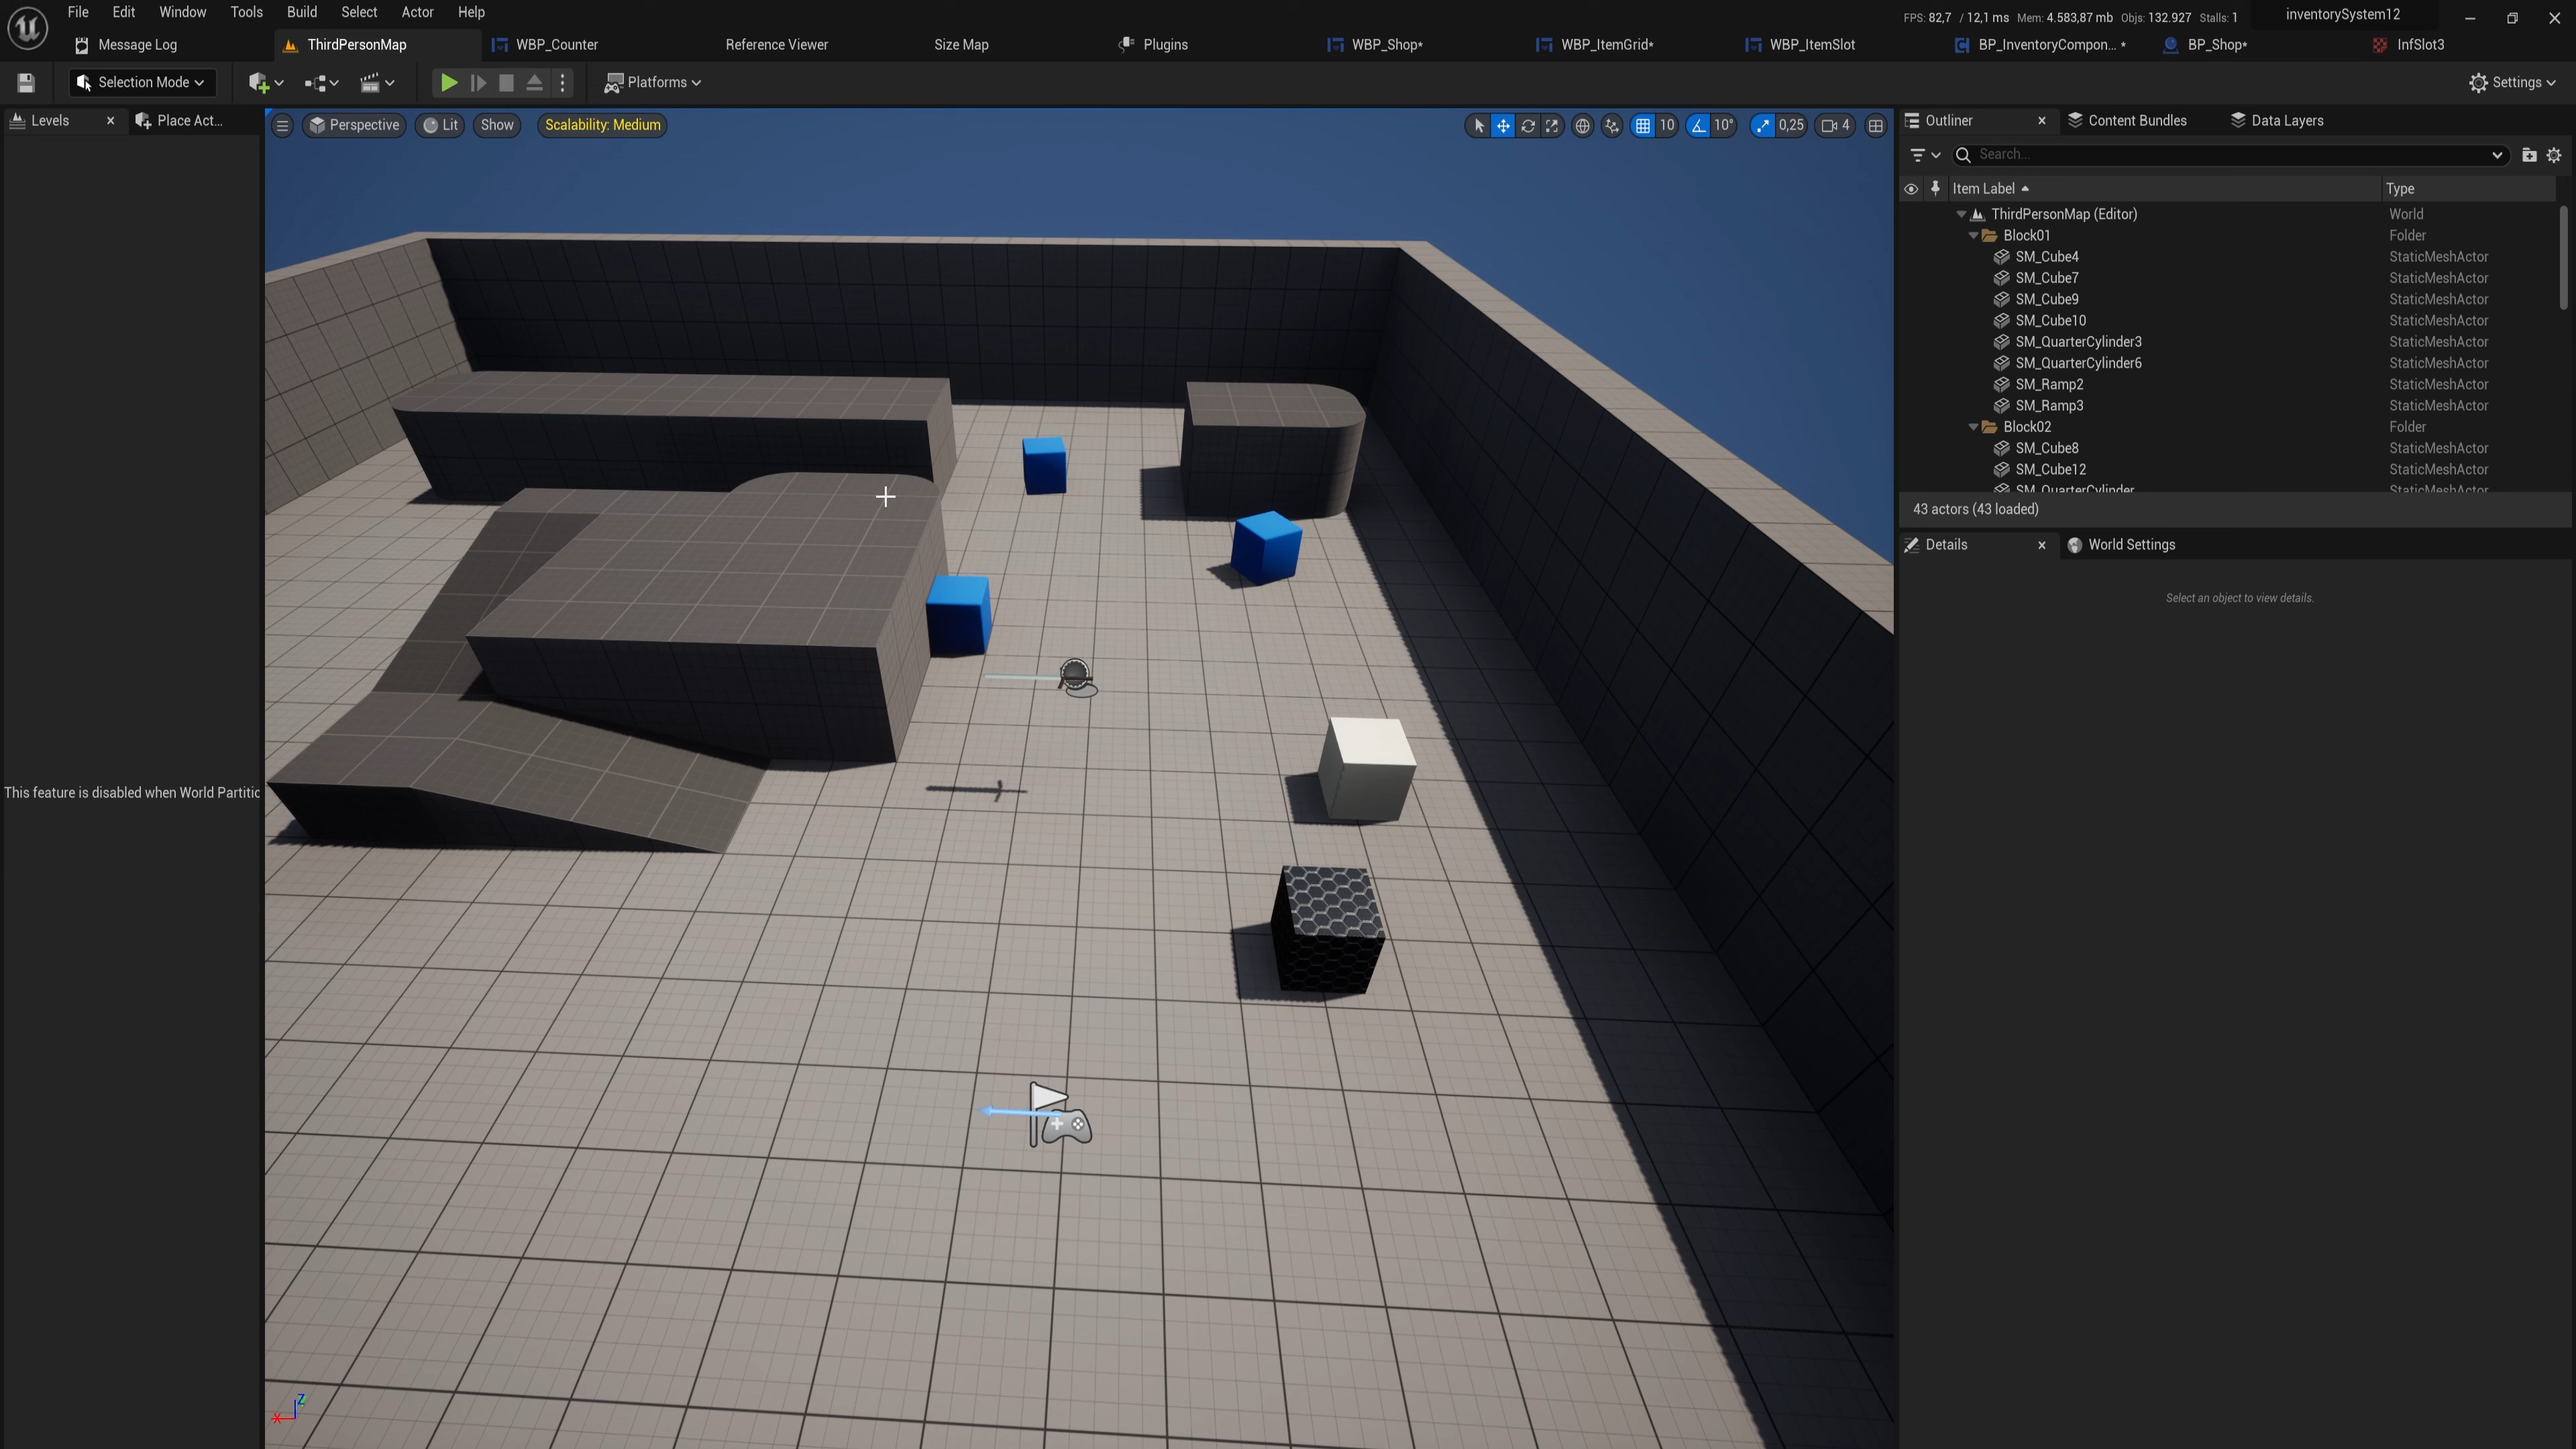 File Edit Window Tools Build Select Actor Help
FPS: 82,7 / 12,1 ms Mem: 4.583,87 mb Objs: 132.927 Stalls: 1 inventorySystem12
Message Log ThirdPersonMap WBP_Counter Reference Viewer Size Map Plugins WBP_Shop* WBP_ItemGrid* WBP_ItemSlot BP_InventoryCompon... * BP_Shop* InfSlot3
Selection Mode Platforms Settings
Levels Place Act...
Perspective Lit Show Scalability: Medium 10 10° 0,25 4
Outliner Content Bundles Data Layers
Search...
Item Label Type
ThirdPersonMap (Editor) World
Block01 Folder
SM_Cube4 StaticMeshActor
SM_Cube7 StaticMeshActor
SM_Cube9 StaticMeshActor
SM_Cube10 StaticMeshActor
SM_QuarterCylinder3 StaticMeshActor
SM_QuarterCylinder6 StaticMeshActor
SM_Ramp2 StaticMeshActor
SM_Ramp3 StaticMeshActor
Block02 Folder
SM_Cube8 StaticMeshActor
SM_Cube12 StaticMeshActor
SM_QuarterCylinder StaticMeshActor
43 actors (43 loaded)
Details World Settings
Select an object to view details.
This feature is disabled when World Partitic
Z
X